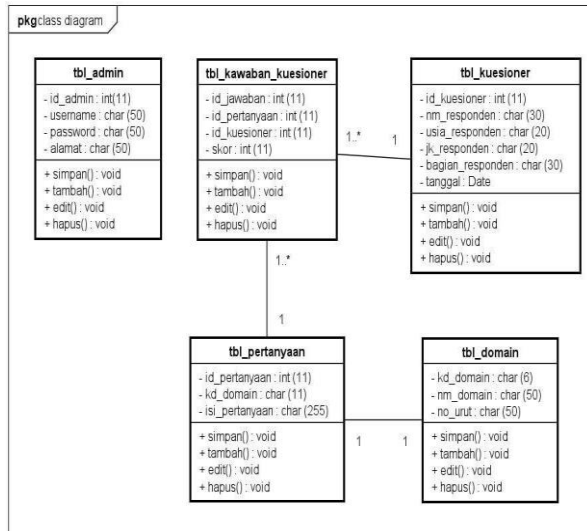 pkg class diagram
tbl_admin
- id_admin : int(11)
- username : char (50)
- password : char (50)
- alamat : char (50)
+ simpan() : void
+ tambah() : void
+ edit() : void
+ hapus() : void
tbl_kawaban_kuesioner
- id_jawaban : int (11)
- id_pertanyaan : int (11)
- id_kuesioner : int (11)
- skor : int (11)
+ simpan() : void
+ tambah() : void
+ edit() : void
+ hapus() : void
1..*
1
tbl_kuesioner
- id_kuesioner : int (11)
- nm_responden : char (30)
- usia_responden : char (20)
- jk_responden : char (20)
- bagian_responden : char (30)
- tanggal : Date
+ simpan() : void
+ tambah() : void
+ edit() : void
+ hapus() : void
1..*
1
tbl_pertanyaan
- id_pertanyaan : int (11)
- kd_domain : char (11)
- isi_pertanyaan : char (255)
+ simpan() : void
+ tambah() : void
+ edit() : void
+ hapus() : void
1
1
tbl_domain
- kd_domain : char (6)
- nm_domain : char (50)
- no_urut : char (50)
+ simpan() : void
+ tambah() : void
+ edit() : void
+ hapus() : void